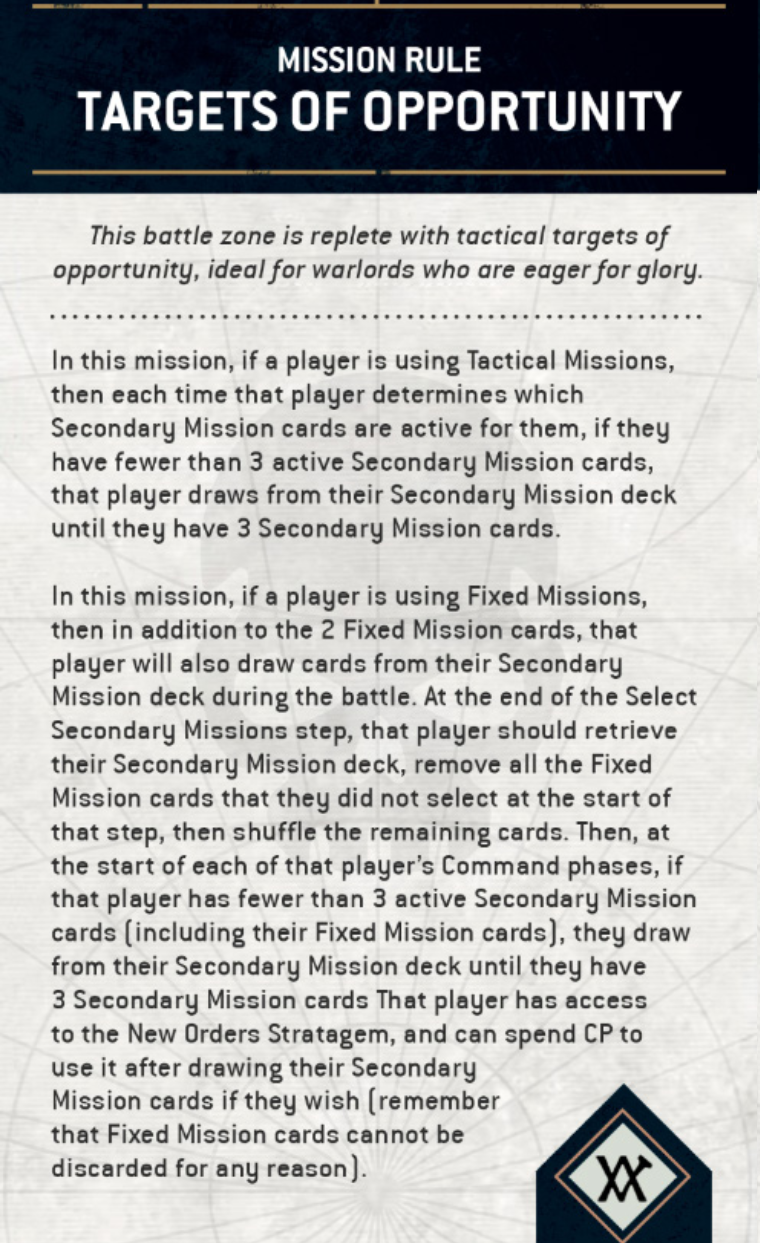 MISSION RULE
TARGETS OF OPPORTUNITY
This battle zone is replete with tactical targets of
opportunity, ideal for warlords who are eager for glory.
In this mission, if a player is using Tactical Missions,
then each time that player determines which
Secondary Mission cards are active for them, if they
have fewer than 3 active Secondary Mission cards,
that player draws from their Secondary Mission deck
until they have 3 Secondary Mission cards.
In this mission, if a player is using Fixed Missions,
then in addition to the 2 Fixed Mission cards, that
player will also draw cards from their Secondary
Mission deck during the battle. At the end of the Select
Secondary Missions step, that player should retrieve
their Secondary Mission deck, remove all the Fixed
Mission cards that they did not select at the start of
that step, then shuffle the remaining cards. Then, at
the start of each of that player's Command phases, if
that player has fewer than 3 active Secondary Mission
cards (including their Fixed Mission cards), they draw
from their Secondary Mission deck until they have
3 Secondary Mission cards That player has access
to the New Orders Stratagem, and can spend CP to
use it after drawing their Secondary
Mission cards if they wish (remember
that Fixed Mission cards cannot be
discarded for any reason).